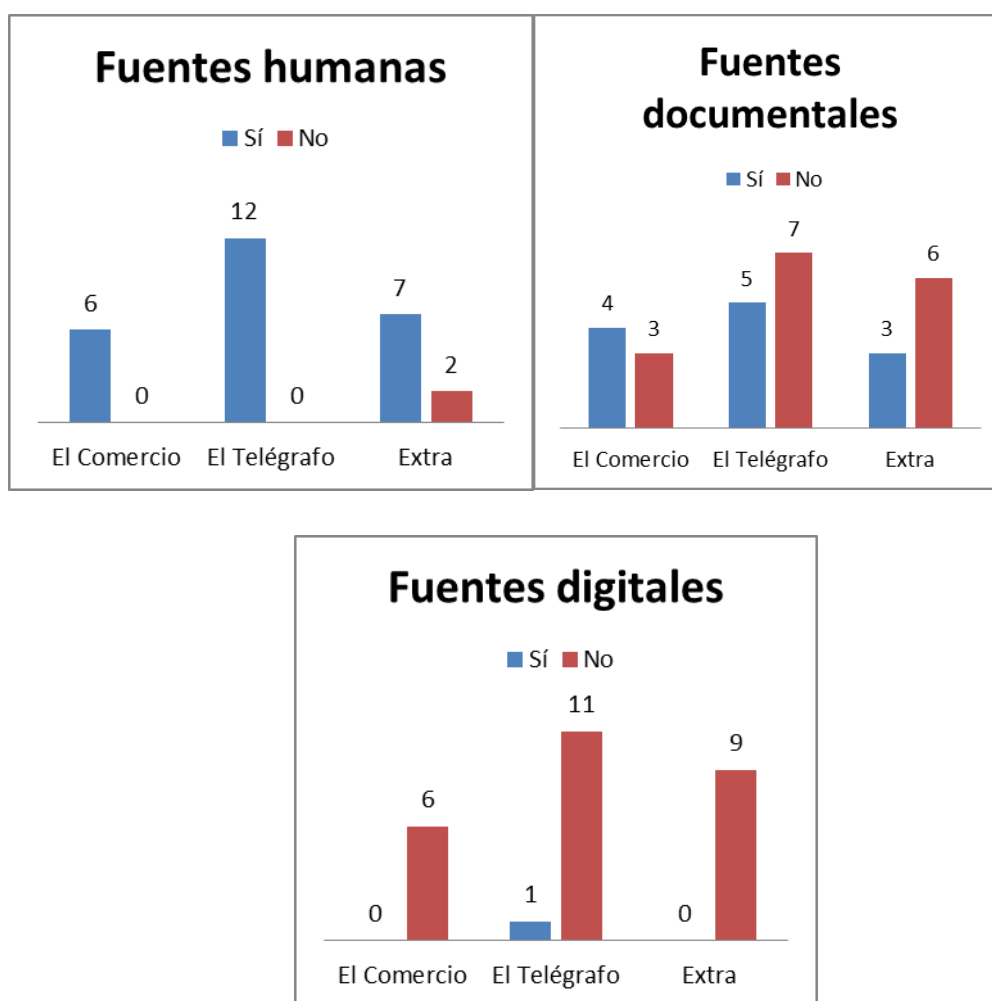 Fuentes humanas
Sí No
12
6
7
2
0
0
El Comercio El Telégrafo Extra
Fuentes
documentales
Sí No
7
6
5
4
3
3
El Comercio El Telégrafo Extra
Fuentes digitales
Sí No
11
9
6
1
0
0
El Comercio El Telégrafo Extra